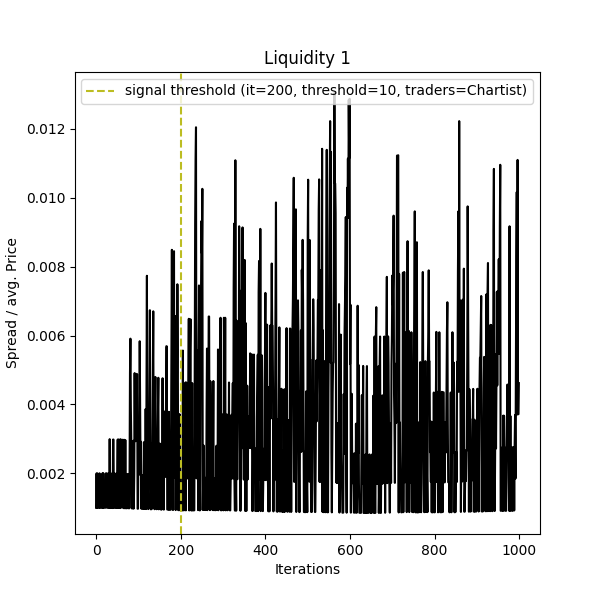 Liquidity 1
signal threshold (it=200, threshold=10, traders=Chartist)
0.012
0.010
0.008
0.006
0.004
0.002
Spread / avg. Price
0 200 400 600 800 1000
Iterations